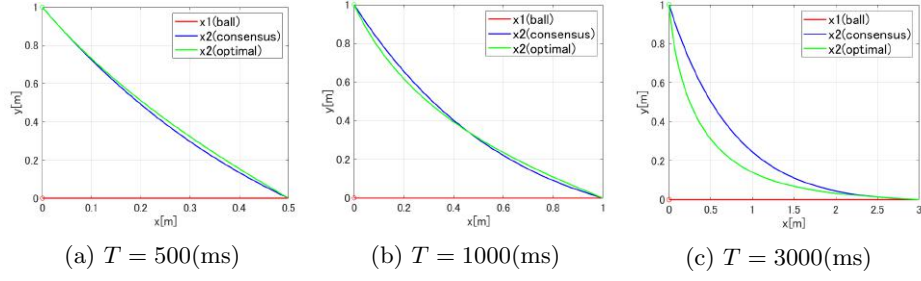 1
0.8
0.6
0.4
0.2
0
y[m]
0
0.1
0.2
0.3
0.4
0.5
x[m]
x1(ball)
x2(consensus)
x2(optimal)
(a) T = 500(ms)
1
0.8
0.6
0.4
0.2
0
y[m]
0
0.2
0.4
0.6
0.8
1
x[m]
x1(ball)
x2(consensus)
x2(optimal)
(b) T = 1000(ms)
1
0.8
0.6
0.4
0.2
0
y[m]
0
0.5
1
1.5
2
2.5
3
x[m]
x1(ball)
x2(consensus)
x2(optimal)
(c) T = 3000(ms)